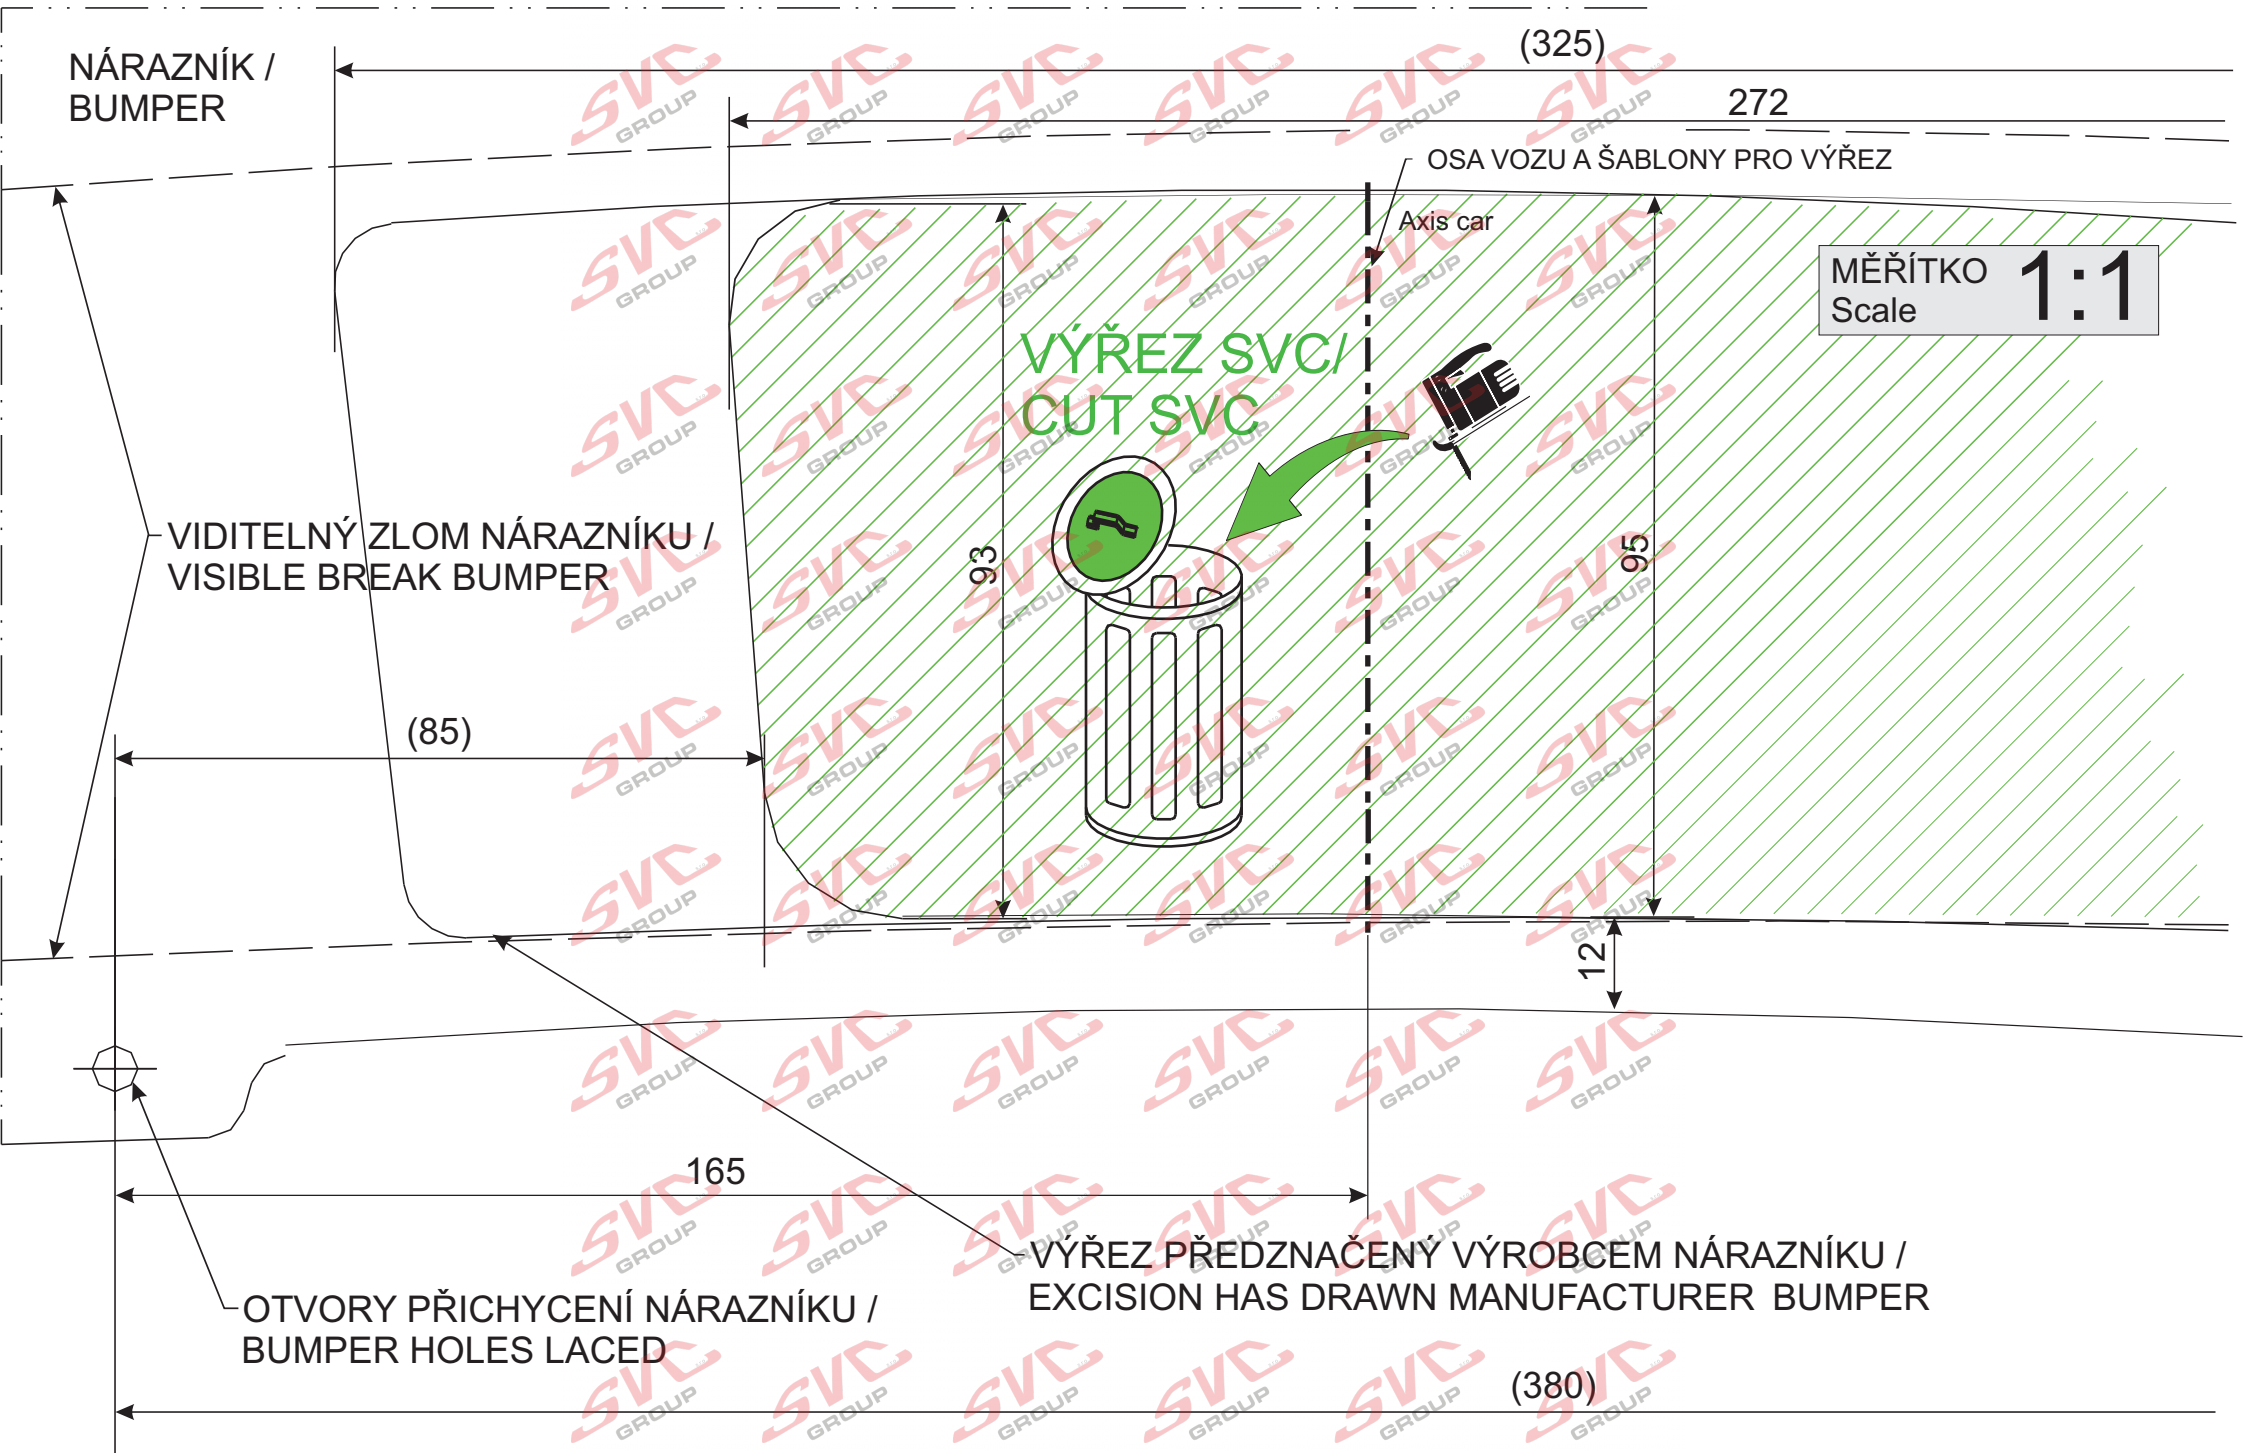 (325)
NÁRAZNÍK /
BUMPER
272
OSA VOZU A ŠABLONY PRO VÝŘEZ
Axis car
MĚŘÍTKO
Scale
1:1
VÝŘEZ SVC/
CUT SVC
93
95
VIDITELNÝ ZLOM NÁRAZNÍKU /
VISIBLE BREAK BUMPER
(85)
12
165
VÝŘEZ PŘEDZNAČENÝ VÝROBCEM NÁRAZNÍKU /
EXCISION HAS DRAWN MANUFACTURER BUMPER
OTVORY PŘICHYCENÍ NÁRAZNÍKU /
BUMPER HOLES LACED
(380)
SVC
GROUP